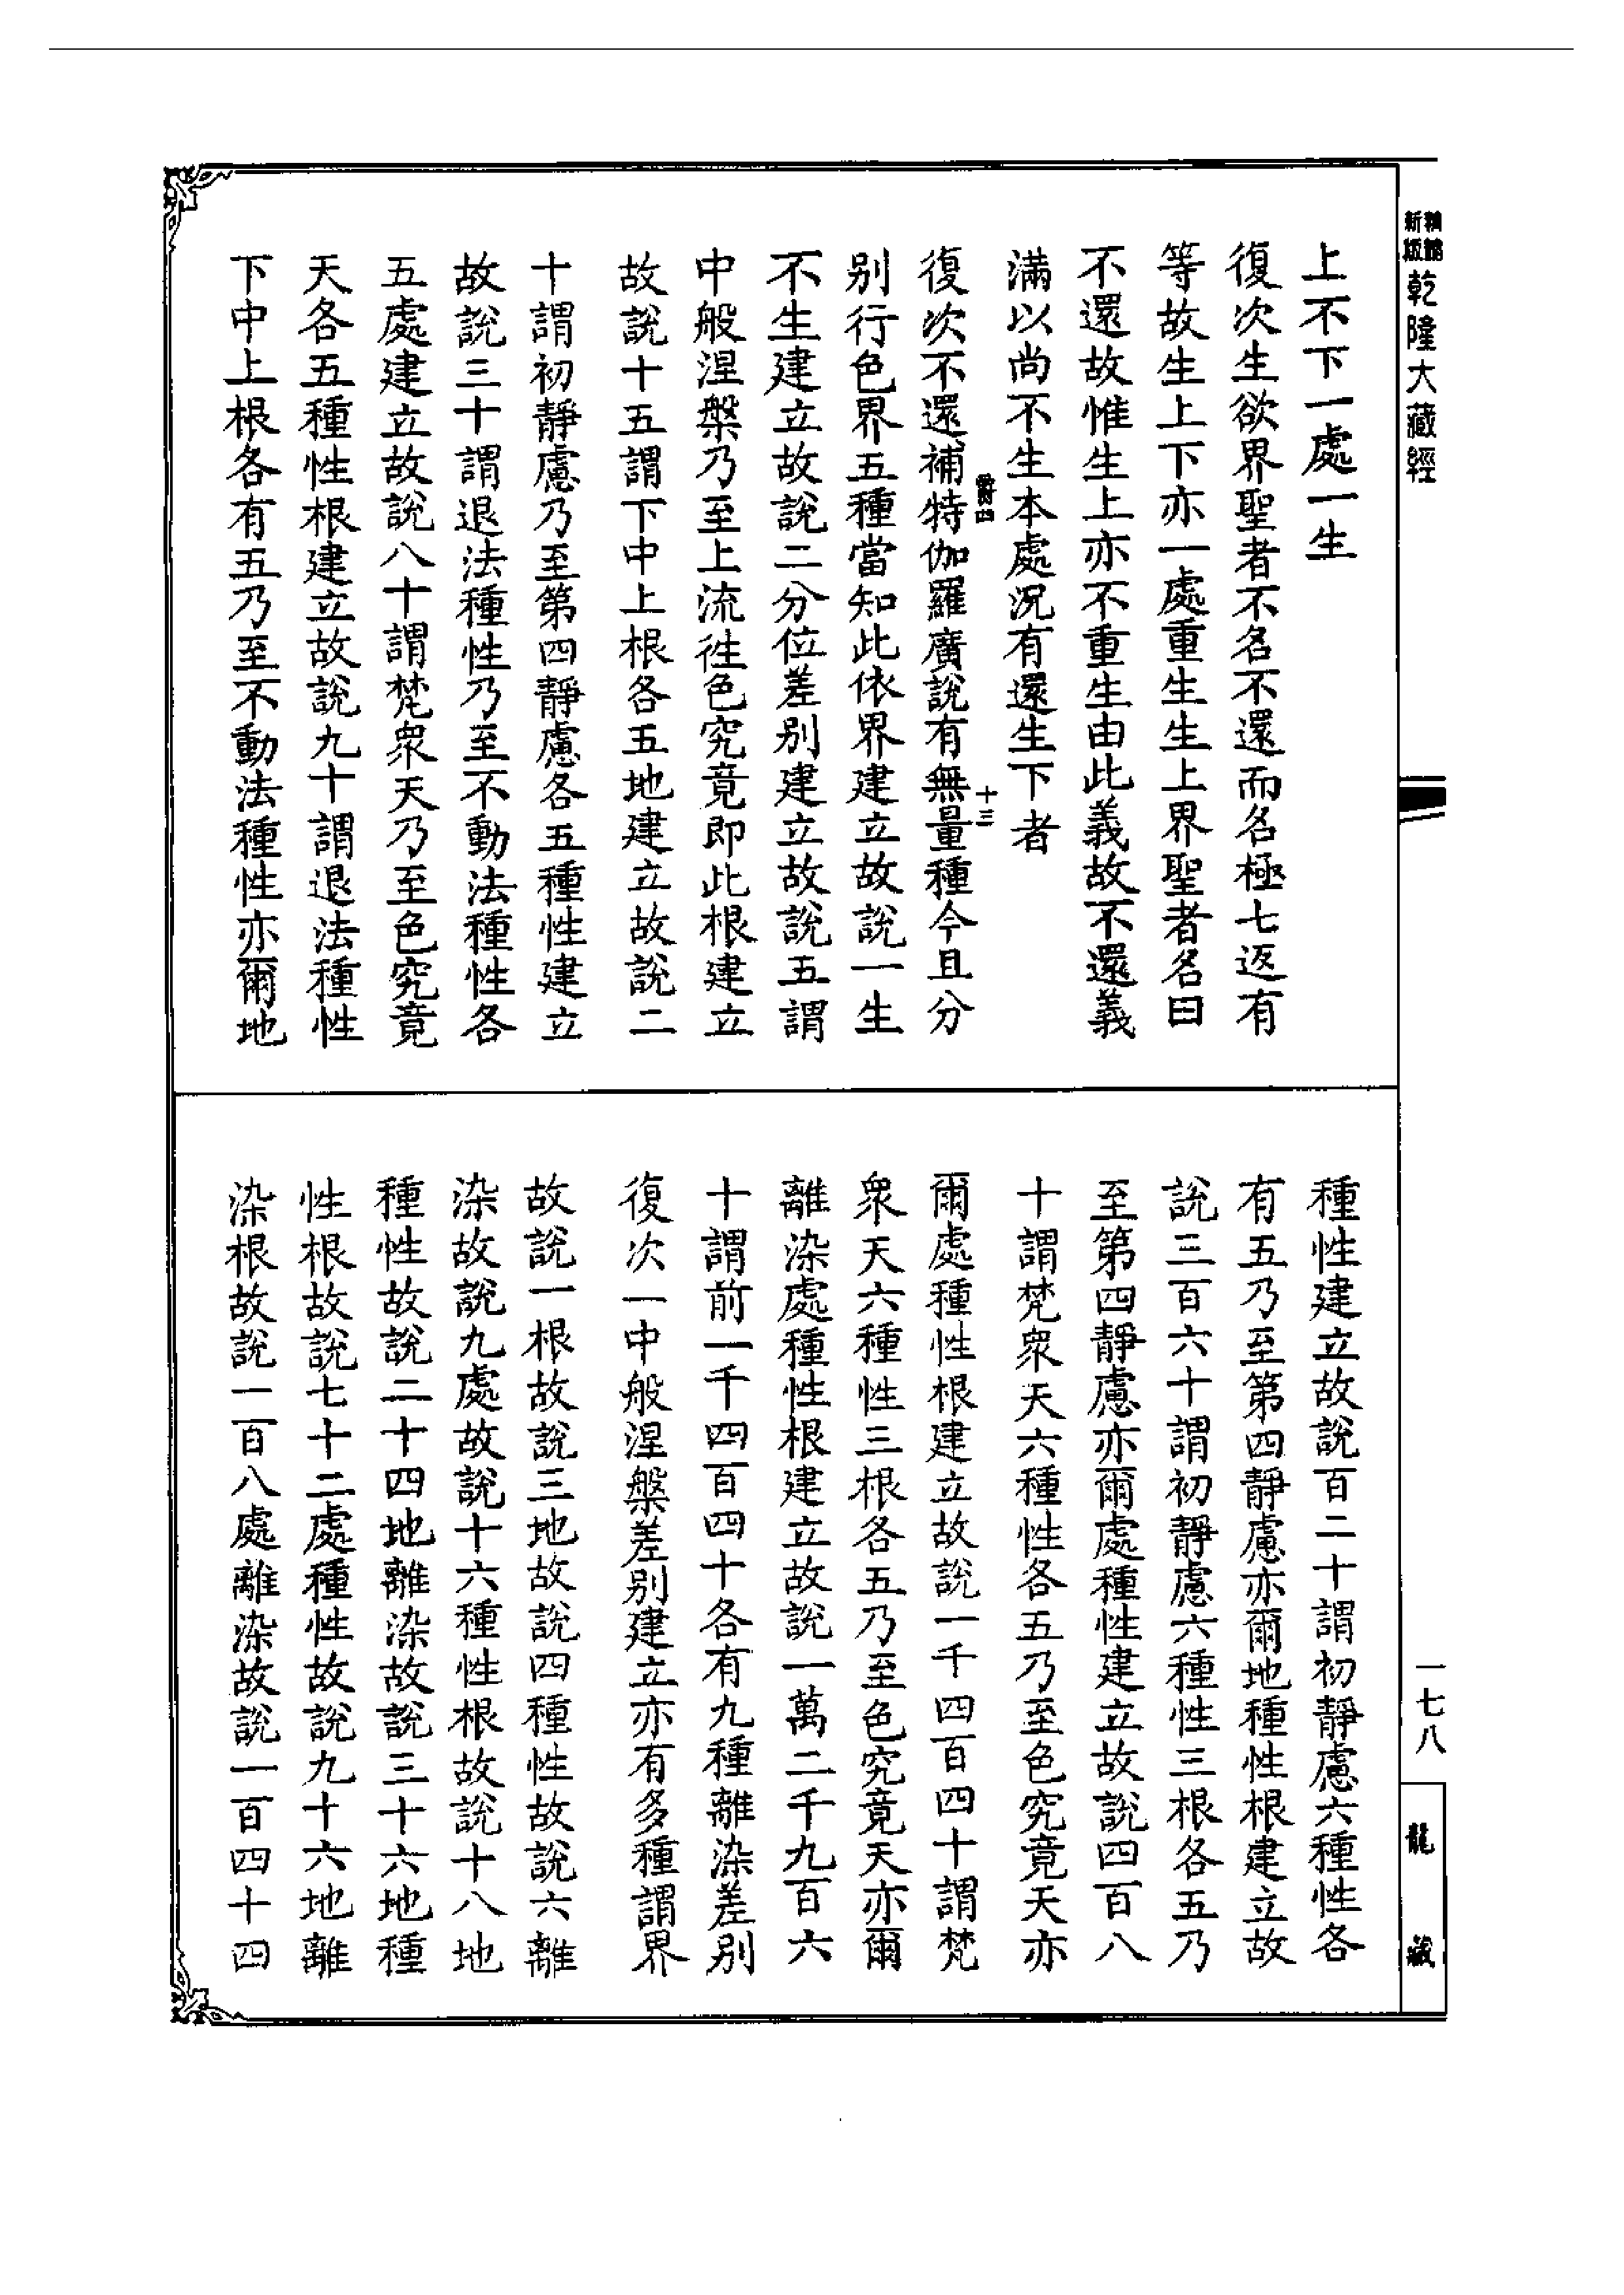 新版
乾隆大藏經
上不下一處一生
復次生欲界聖者不名不還而名極七返有
等故生上下亦一處重生生上界聖者名曰
不還故惟生上亦不重生由此義故不還義
滿以尚不生本處況有還生下者
十三
復次不還補特伽羅廣說有無量種今且分
別行色界五種當知此依界建立故說一生
不生建立故說二分位差別建立故說五謂
中般涅槃乃至上流往色究竟即此根建立
故說十五謂下中上根各五地建立故說二
十謂初靜慮乃至第四靜慮各五種性建立
故說三十謂退法種性乃至不動法種性各
五處建立故說八十謂梵眾天乃至色究竟
天各五種性根建立故說九十謂退法種性
下中上根各有五乃至不動法種性亦爾地
種性建立故說百二十謂初靜慮六種性各
有五乃至第四靜慮亦爾地種性根建立故
說三百六十謂初靜慮六種性三根各五乃
至第四靜慮亦爾處種性建立故說四百八
十謂梵眾天六種性各五乃至色究竟天亦
爾處種性根建立故說一千四百四十謂梵
眾天六種性三根各五乃至色究竟天亦爾
離染處種性根建立故說一萬二千九百六
十謂前一千四百四十各有九種離染差別
復次一中般涅槃差別建立亦有多種謂界
故說一根故說三地故說四種性故說六離
染故說九處故說十六種性根故說十八地
種性故說二十四地離染故說三十六地種
性根故說七十二處種性故說九十六地離
染根故說一百八處離染故說一百四十四
一七八
龍藏